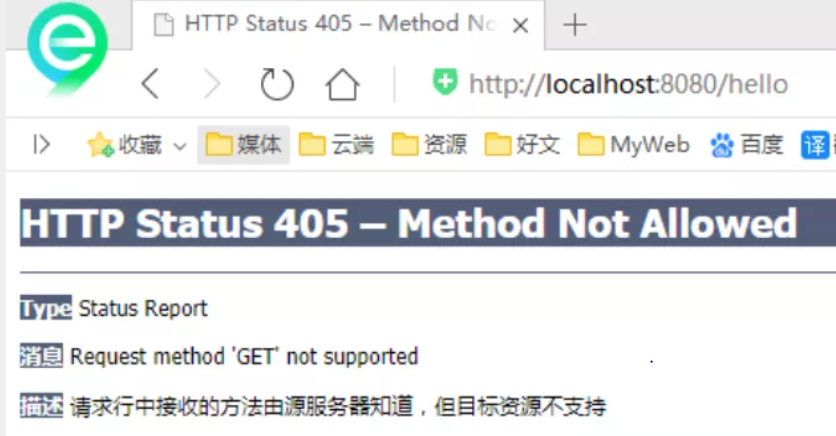 HTTP Status 405 – Method No
http://localhost:8080/hello
收藏 媒体 云端 资源 好文 MyWeb 百度 译
HTTP Status 405 – Method Not Allowed
Type Status Report
消息 Request method 'GET' not supported
描述 请求行中接收的方法由源服务器知道，但目标资源不支持